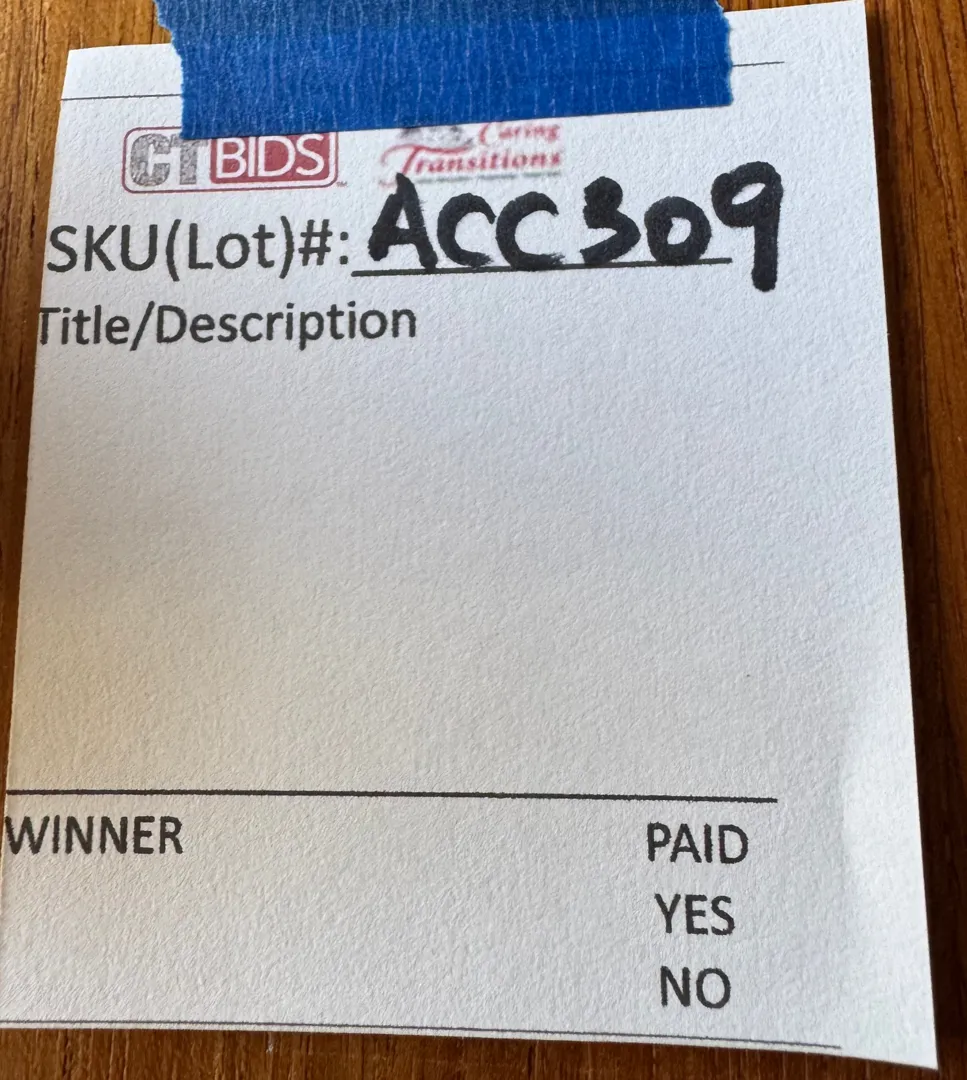 CTBIDS
Caring
Transitions
SKU(Lot)#: ACC309
Title/Description
WINNER
PAID
YES
NO